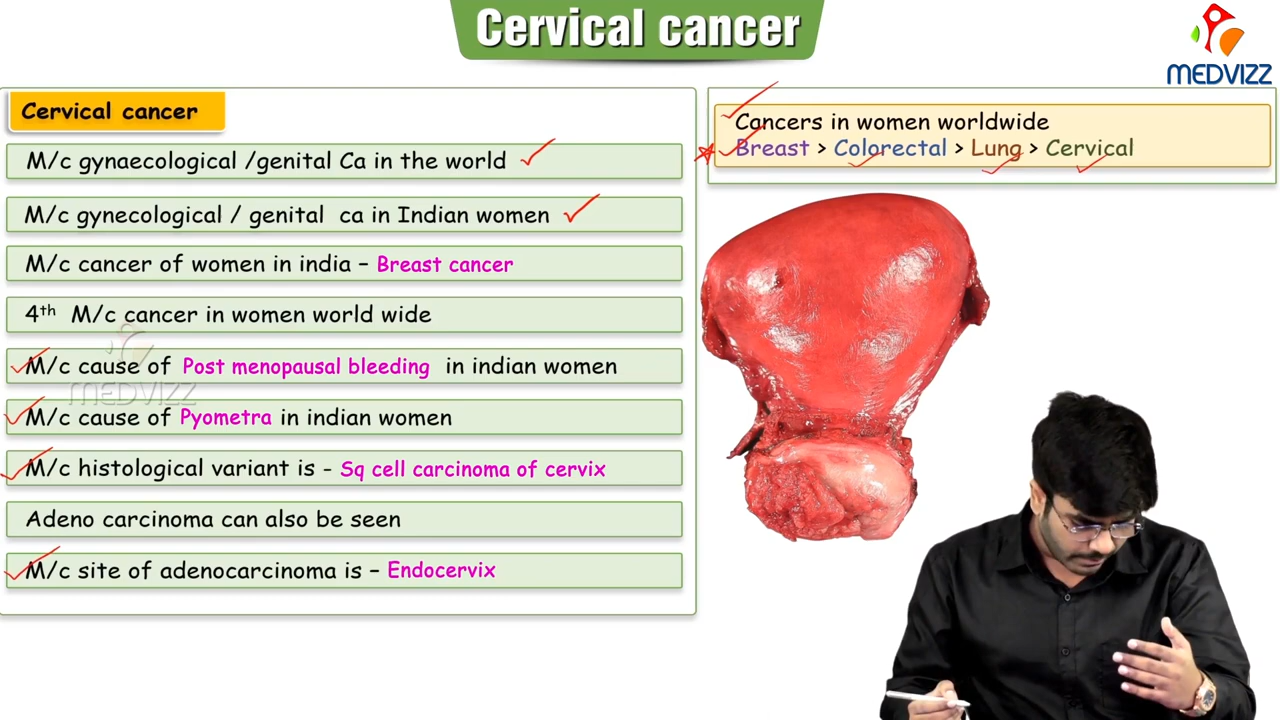 Cervical cancer
MEDVIZZ
Cervical cancer
M/c gynaecological /genital Ca in the world
M/c gynecological / genital ca in Indian women
M/c cancer of women in india – Breast cancer
4th M/c cancer in women world wide
M/c cause of Post menopausal bleeding in indian women
MEDVIZZ
M/c cause of Pyometra in indian women
M/c histological variant is - Sq cell carcinoma of cervix
Adeno carcinoma can also be seen
M/c site of adenocarcinoma is – Endocervix
Cancers in women worldwide
Breast > Colorectal > Lung > Cervical